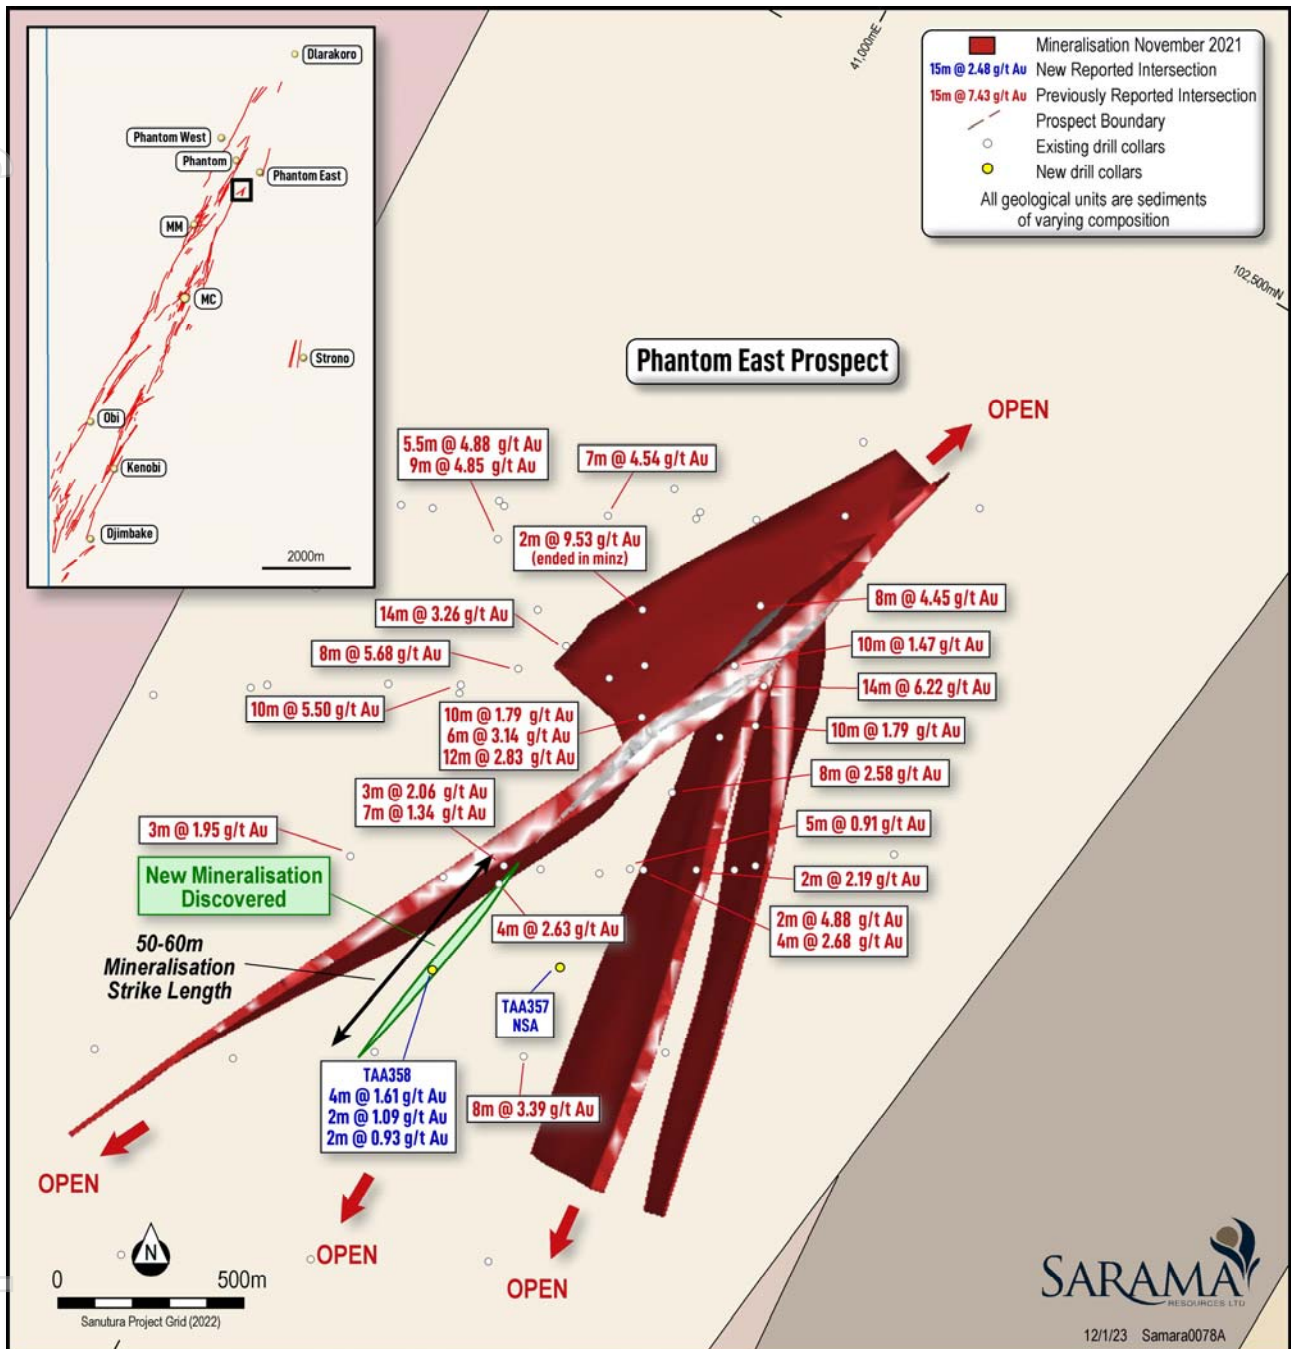 41,000mE
102,500mN
Mineralisation November 2021
15m @ 2.48 g/t Au New Reported Intersection
15m @ 7.43 g/t Au Previously Reported Intersection
Prospect Boundary
Existing drill collars
New drill collars
All geological units are sediments
of varying composition
Dlarakoro
Phantom West
Phantom
Phantom East
MM
MC
Strono
Obi
Kenobi
Djimbake
2000m
Phantom East Prospect
OPEN
5.5m @ 4.88 g/t Au
9m @ 4.85 g/t Au
7m @ 4.54 g/t Au
2m @ 9.53 g/t Au
(ended in minz)
8m @ 4.45 g/t Au
14m @ 3.26 g/t Au
10m @ 1.47 g/t Au
8m @ 5.68 g/t Au
14m @ 6.22 g/t Au
10m @ 5.50 g/t Au
10m @ 1.79 g/t Au
6m @ 3.14 g/t Au
12m @ 2.83 g/t Au
10m @ 1.79 g/t Au
8m @ 2.58 g/t Au
3m @ 2.06 g/t Au
7m @ 1.34 g/t Au
5m @ 0.91 g/t Au
3m @ 1.95 g/t Au
2m @ 2.19 g/t Au
New Mineralisation
Discovered
4m @ 2.63 g/t Au
2m @ 4.88 g/t Au
4m @ 2.68 g/t Au
50-60m
Mineralisation
Strike Length
TAA357
NSA
TAA358
4m @ 1.61 g/t Au
2m @ 1.09 g/t Au
2m @ 0.93 g/t Au
8m @ 3.39 g/t Au
OPEN
OPEN
OPEN
N
0 500m
Sanutura Project Grid (2022)
SARAMA
RESOURCES LTD
12/1/23 Samara0078A